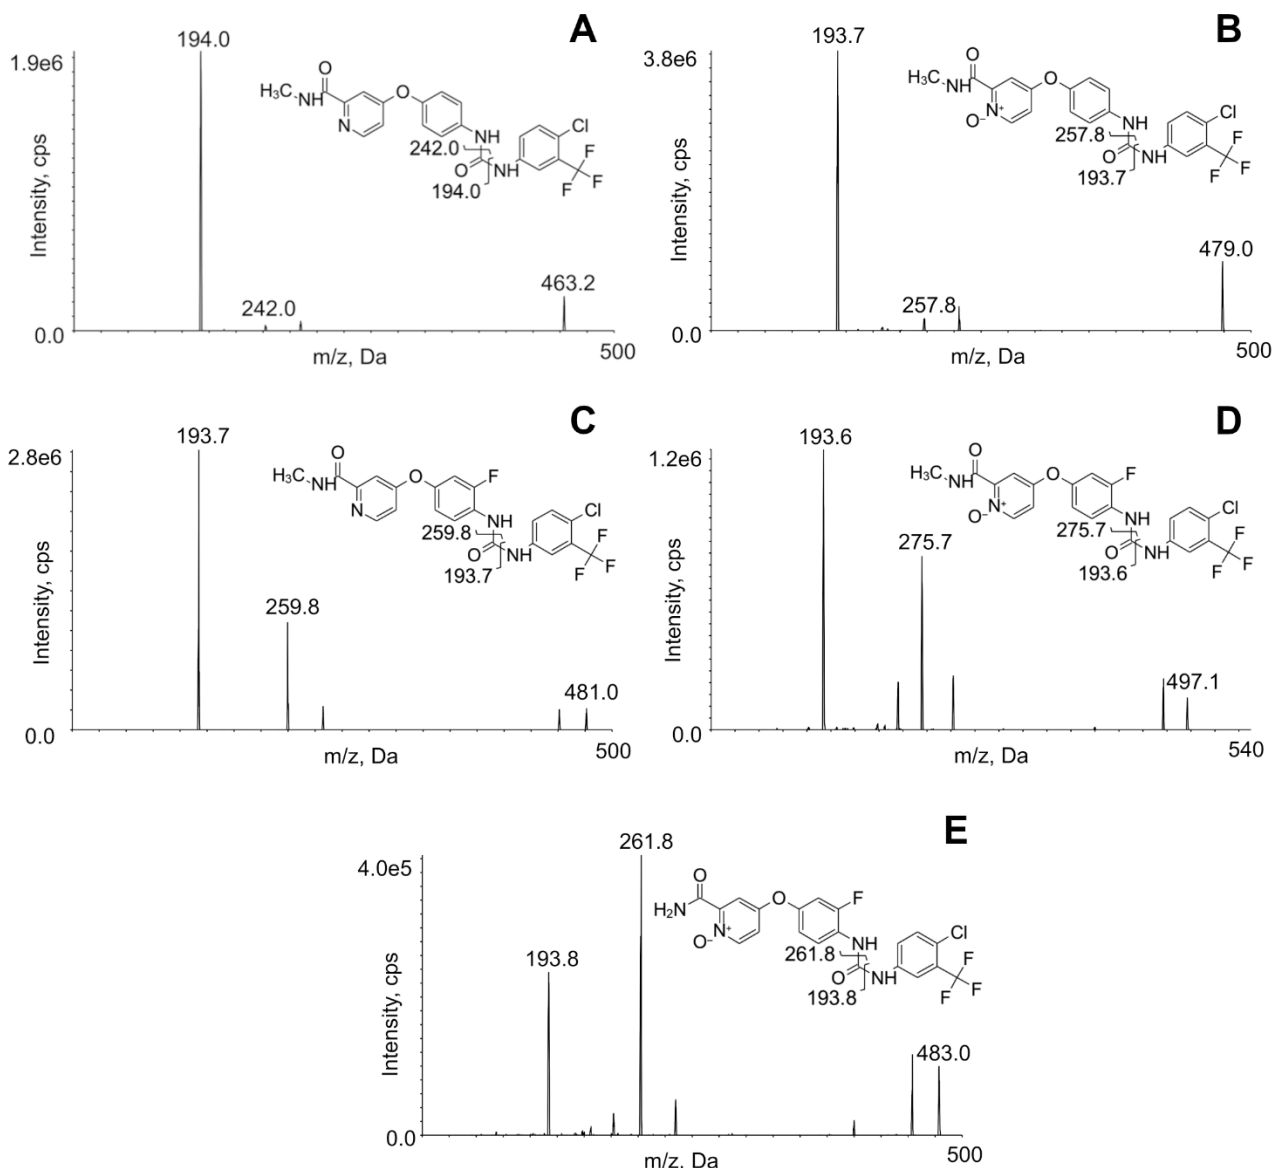 A
194.0
1.9e6
Intensity, cps
242.0
463.2
0.0
500
m/z, Da
O
H₃C
NH
O
N
NH
242.0
O
NH
194.0
Cl
F
F
F
B
193.7
3.8e6
Intensity, cps
257.8
479.0
0.0
500
m/z, Da
O
H₃C
NH
O
N⁺
O⁻
NH
257.8
O
NH
193.7
Cl
F
F
F
C
193.7
2.8e6
Intensity, cps
259.8
481.0
0.0
500
m/z, Da
O
H₃C
NH
O
F
N
NH
259.8
O
NH
193.7
Cl
F
F
F
D
193.6
1.2e6
Intensity, cps
275.7
497.1
0.0
540
m/z, Da
O
H₃C
NH
O
F
N⁺
O⁻
NH
275.7
O
NH
193.6
Cl
F
F
F
E
261.8
4.0e5
Intensity, cps
193.8
483.0
0.0
500
m/z, Da
O
H₂N
O
F
N⁺
O⁻
NH
261.8
O
NH
193.8
Cl
F
F
F